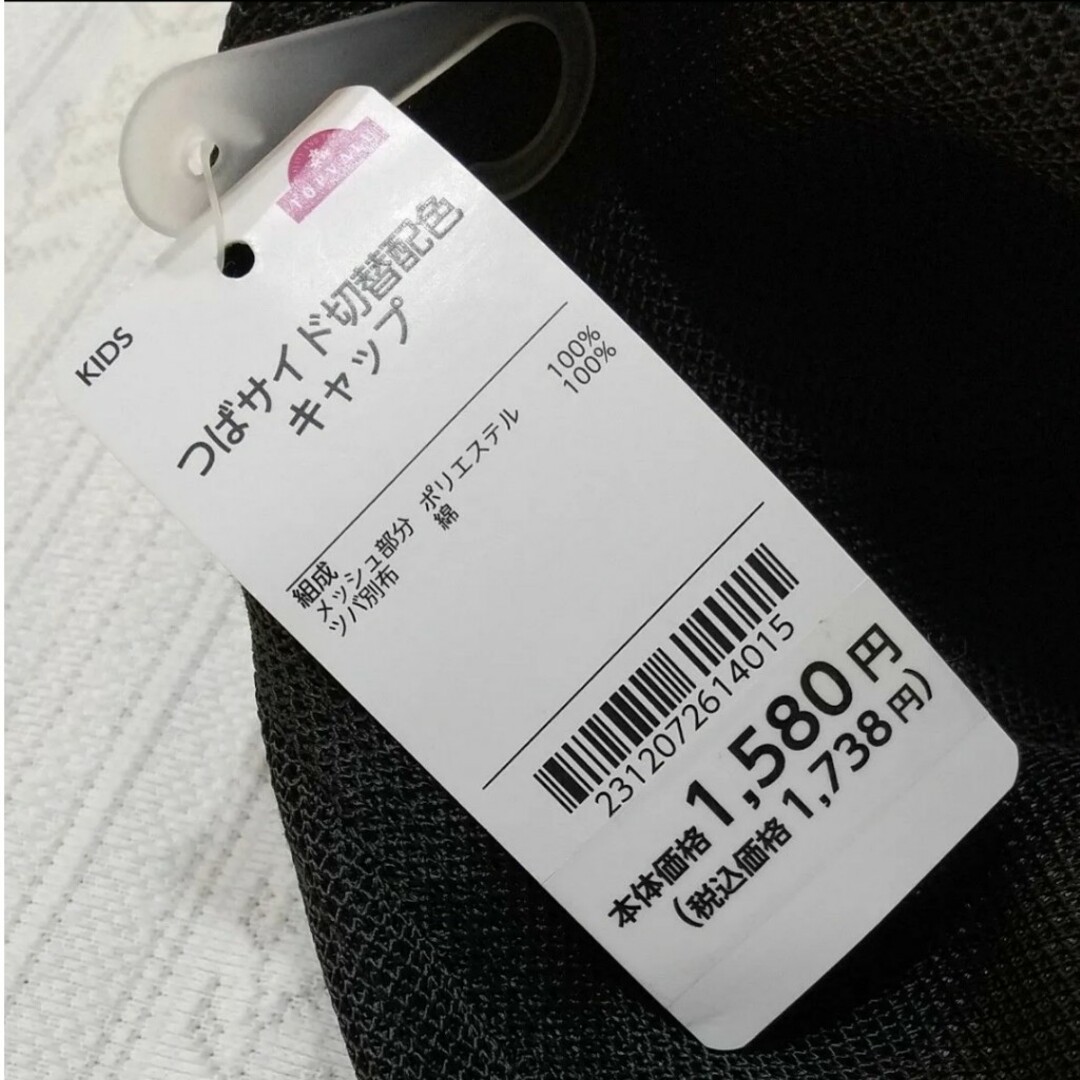 TOPVALU
KIDS
つばサイド切替配色
キャップ
組成
メッシュ部分 ポリエステル 100%
ツバ別布 綿 100%
2312072614015
本体価格 1,580円
(税込価格 1,738円)